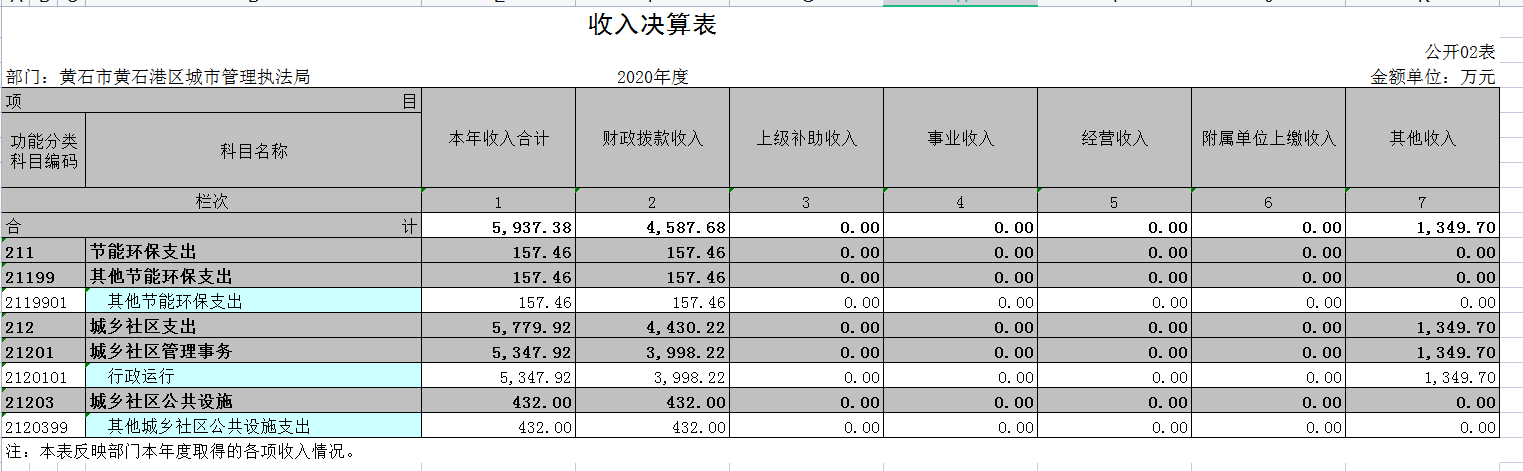 收入决算表
公开02表
部门：黄石市黄石港区城市管理执法局 2020年度 金额单位：万元
项 目 本年收入合计 财政拨款收入 上级补助收入 事业收入 经营收入 附属单位上缴收入 其他收入
功能分类科目编码 科目名称
栏次 1 2 3 4 5 6 7
合 计 5,937.38 4,587.68 0.00 0.00 0.00 0.00 1,349.70
211 节能环保支出 157.46 157.46 0.00 0.00 0.00 0.00 0.00
21199 其他节能环保支出 157.46 157.46 0.00 0.00 0.00 0.00 0.00
2119901 其他节能环保支出 157.46 157.46 0.00 0.00 0.00 0.00 0.00
212 城乡社区支出 5,779.92 4,430.22 0.00 0.00 0.00 0.00 1,349.70
21201 城乡社区管理事务 5,347.92 3,998.22 0.00 0.00 0.00 0.00 1,349.70
2120101 行政运行 5,347.92 3,998.22 0.00 0.00 0.00 0.00 1,349.70
21203 城乡社区公共设施 432.00 432.00 0.00 0.00 0.00 0.00 0.00
2120399 其他城乡社区公共设施支出 432.00 432.00 0.00 0.00 0.00 0.00 0.00
注：本表反映部门本年度取得的各项收入情况。